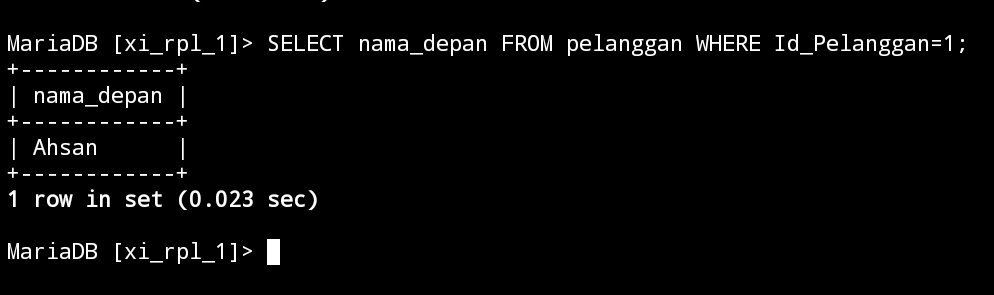 MariaDB [xi_rpl_1]> SELECT nama_depan FROM pelanggan WHERE Id_Pelanggan=1;
+------------+
| nama_depan |
+------------+
| Ahsan      |
+------------+
1 row in set (0.023 sec)
MariaDB [xi_rpl_1]>